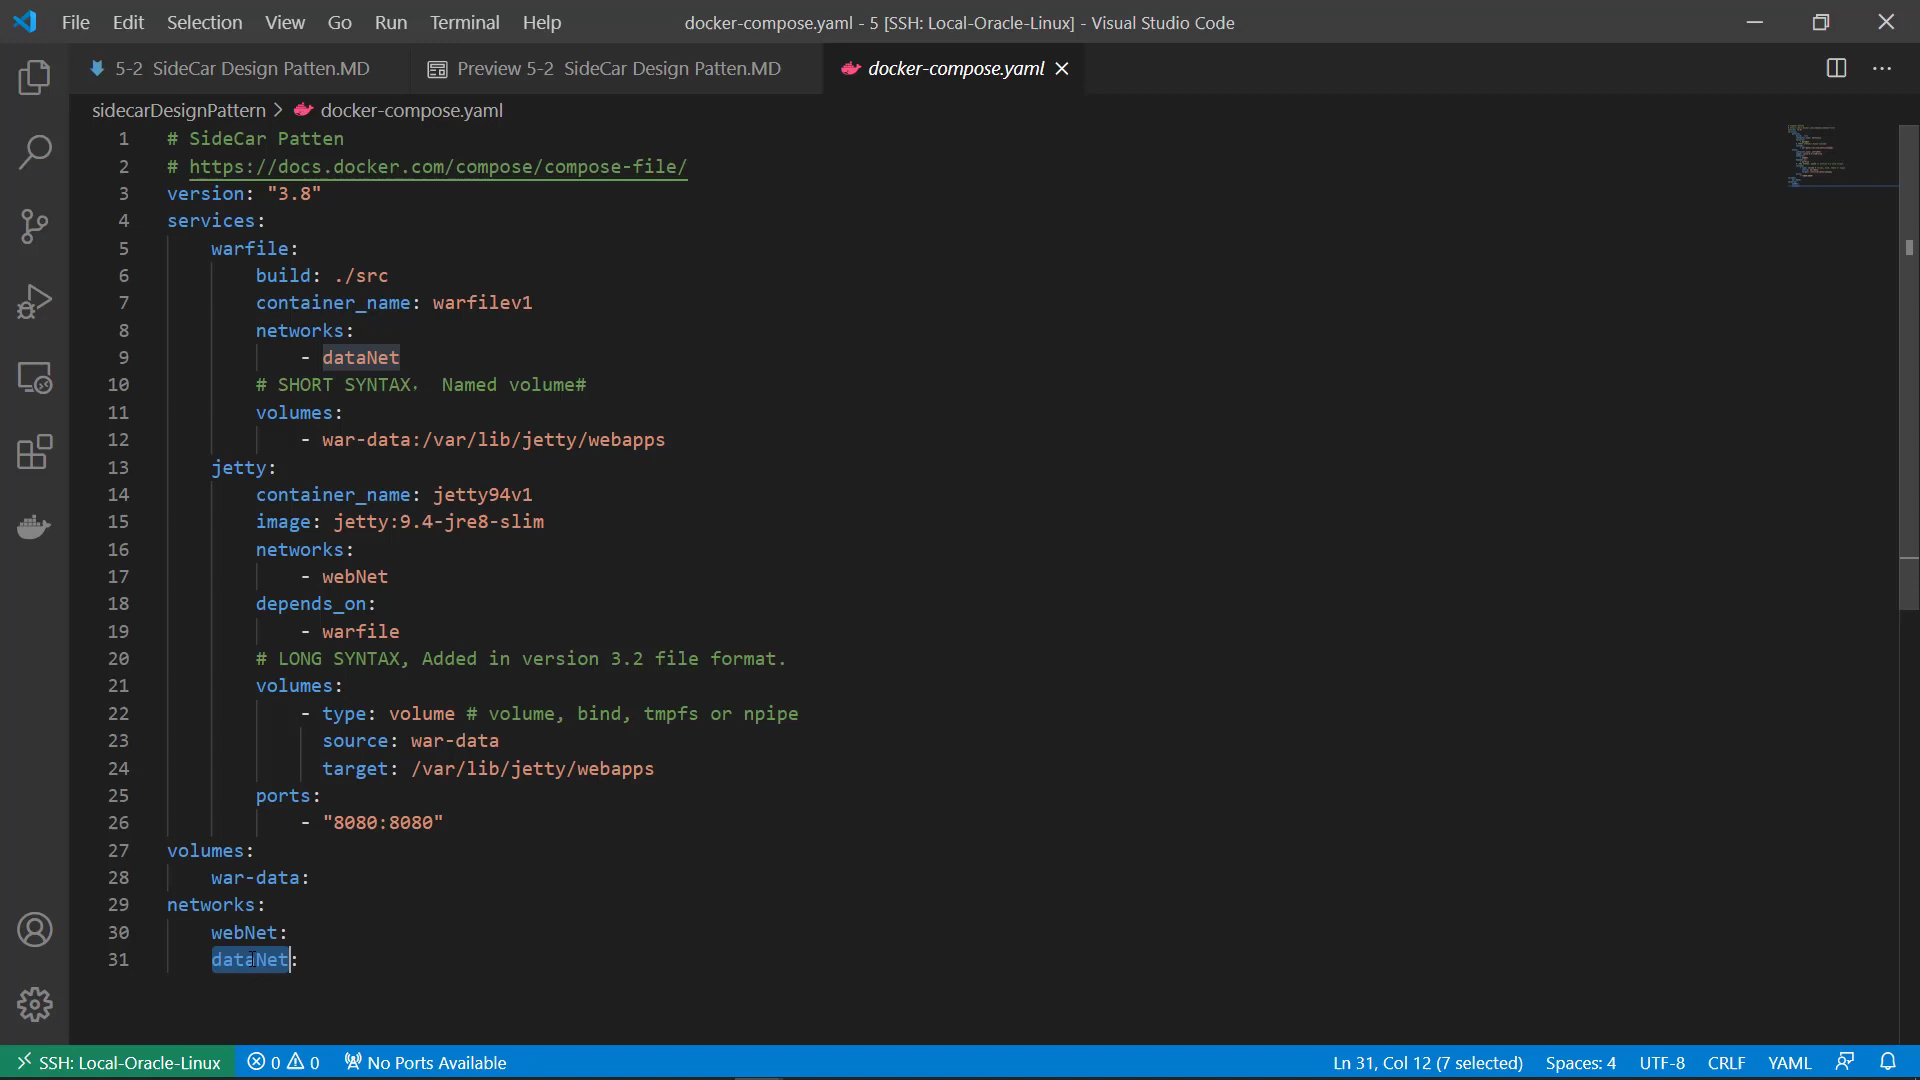 File Edit Selection View Go Run Terminal Help docker-compose.yaml - 5 [SSH: Local-Oracle-Linux] - Visual Studio Code
5-2 SideCar Design Patten.MD Preview 5-2 SideCar Design Patten.MD docker-compose.yaml
sidecarDesignPattern > docker-compose.yaml
1 # SideCar Patten
2 # https://docs.docker.com/compose/compose-file/
3 version: "3.8"
4 services:
5 warfile:
6 build: ./src
7 container_name: warfilev1
8 networks:
9 - dataNet
10 # SHORT SYNTAX， Named volume#
11 volumes:
12 - war-data:/var/lib/jetty/webapps
13 jetty:
14 container_name: jetty94v1
15 image: jetty:9.4-jre8-slim
16 networks:
17 - webNet
18 depends_on:
19 - warfile
20 # LONG SYNTAX, Added in version 3.2 file format.
21 volumes:
22 - type: volume # volume, bind, tmpfs or npipe
23 source: war-data
24 target: /var/lib/jetty/webapps
25 ports:
26 - "8080:8080"
27 volumes:
28 war-data:
29 networks:
30 webNet:
31 dataNet:
SSH: Local-Oracle-Linux 0 0 No Ports Available Ln 31, Col 12 (7 selected) Spaces: 4 UTF-8 CRLF YAML